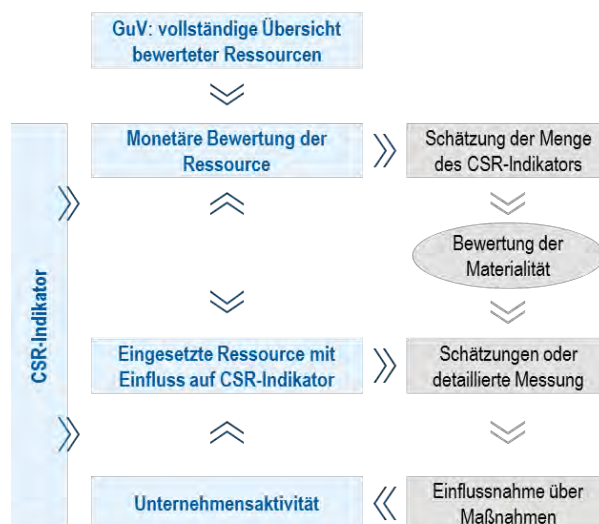 GuV: vollständige Übersicht
bewerteter Ressourcen
Monetäre Bewertung der
Ressource
Schätzung der Menge
des CSR-Indikators
Bewertung der
Materialität
CSR-Indikator
Eingesetzte Ressource mit
Einfluss auf CSR-Indikator
Schätzungen oder
detaillierte Messung
Unternehmensaktivität
Einflussnahme über
Maßnahmen